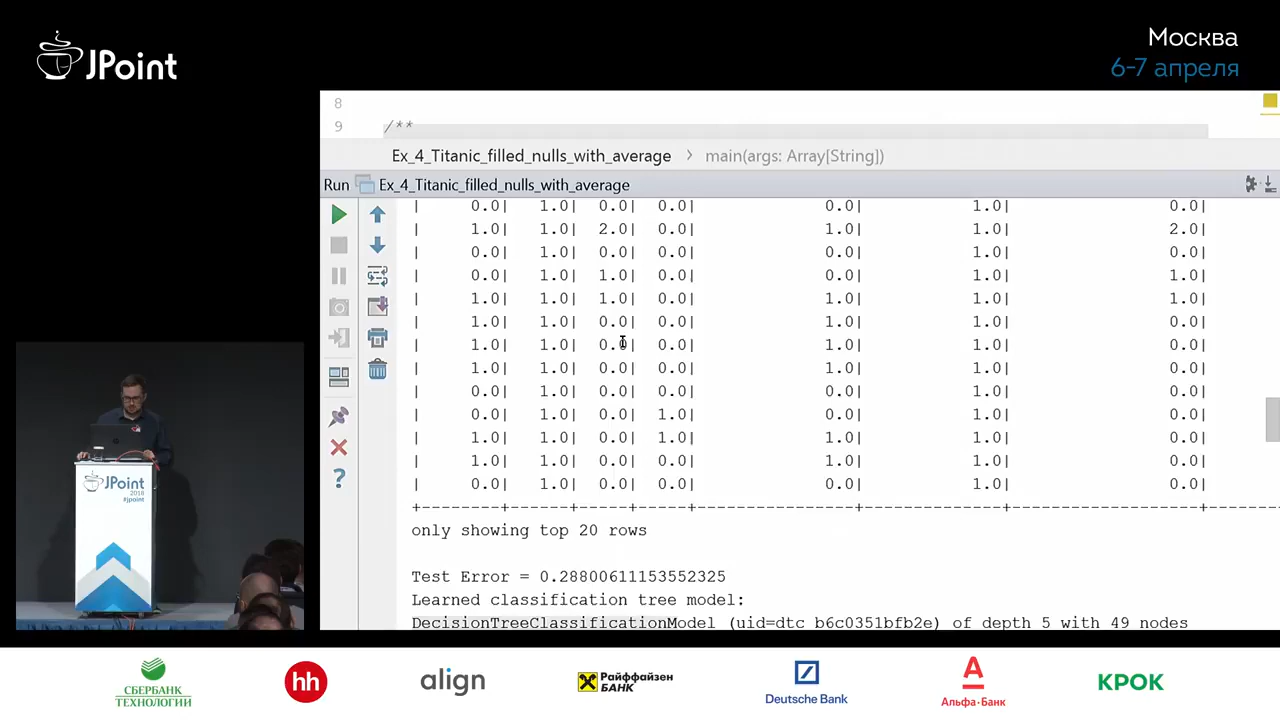 JPoint
Москва
6-7 апреля
8
9 /**
Ex_4_Titanic_filled_nulls_with_average > main(args: Array[String])
Run Ex_4_Titanic_filled_nulls_with_average
| 0.0| 1.0| 0.0| 0.0| 0.0| 1.0| 0.0|
| 1.0| 1.0| 2.0| 0.0| 1.0| 1.0| 2.0|
| 0.0| 1.0| 0.0| 0.0| 0.0| 1.0| 0.0|
| 0.0| 1.0| 1.0| 0.0| 0.0| 1.0| 1.0|
| 1.0| 1.0| 1.0| 0.0| 1.0| 1.0| 1.0|
| 1.0| 1.0| 0.0| 0.0| 1.0| 1.0| 0.0|
| 1.0| 1.0| 0.0| 0.0| 1.0| 1.0| 0.0|
| 1.0| 1.0| 0.0| 0.0| 1.0| 1.0| 0.0|
| 0.0| 1.0| 0.0| 0.0| 0.0| 1.0| 0.0|
| 0.0| 1.0| 0.0| 1.0| 0.0| 1.0| 0.0|
| 1.0| 1.0| 0.0| 1.0| 1.0| 1.0| 0.0|
| 1.0| 1.0| 0.0| 0.0| 1.0| 1.0| 0.0|
| 0.0| 1.0| 0.0| 0.0| 0.0| 1.0| 0.0|
+--------+-----+----+-----+--------------+------------+----------------+------
only showing top 20 rows
Test Error = 0.28800611153552325
Learned classification tree model:
DecisionTreeClassificationModel (uid=dtc_b6c0351bfb2e) of depth 5 with 49 nodes
JPoint
2018
#jpoint
СБЕРБАНК
ТЕХНОЛОГИИ
hh
align
Райффайзен
БАНК
Deutsche Bank
А
Альфа·Банк
КРОК